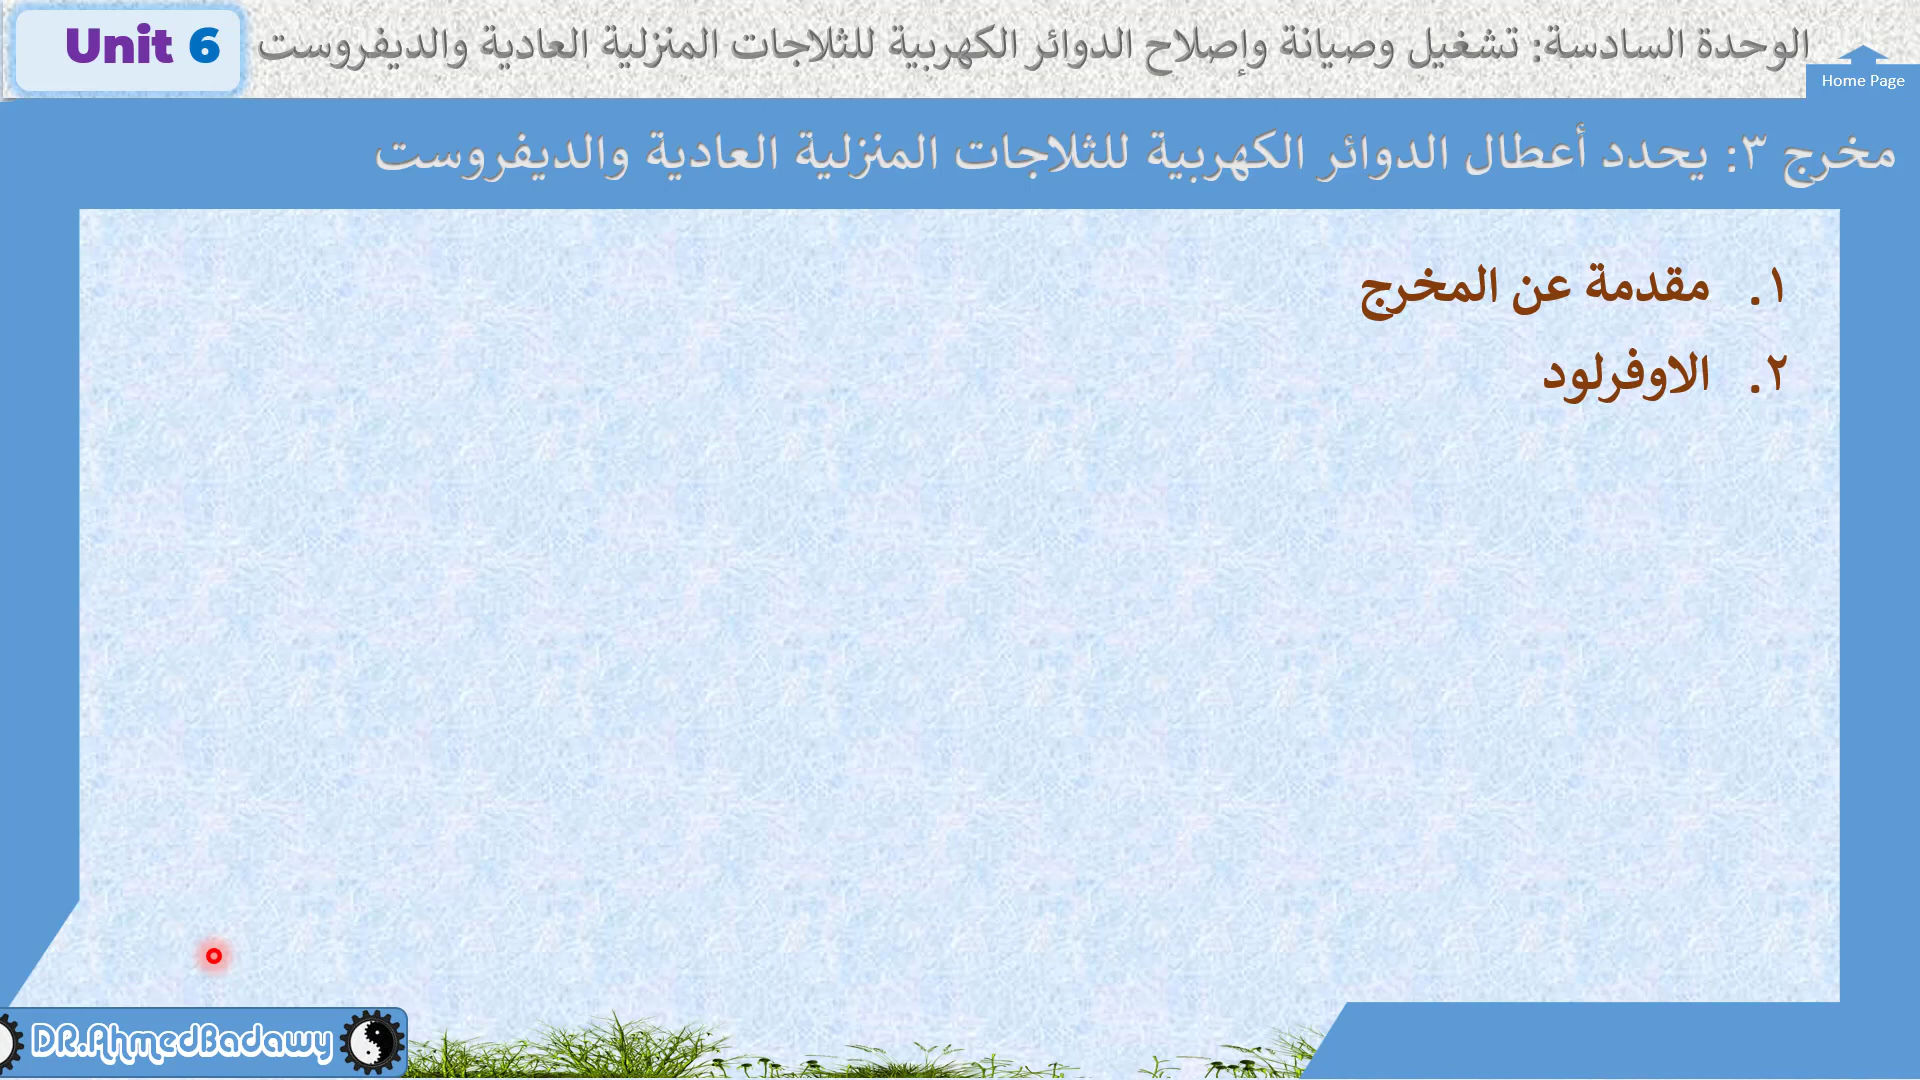 Unit 6
الوحدة السادسة: تشغيل وصيانة وإصلاح الدوائر الكهربية للثلاجات المنزلية العادية والديفروست
Home Page
مخرج ٣: يحدد أعطال الدوائر الكهربية للثلاجات المنزلية العادية والديفروست
١. مقدمة عن المخرج
٢. الاوفرلود
DR.AhmedBadawy